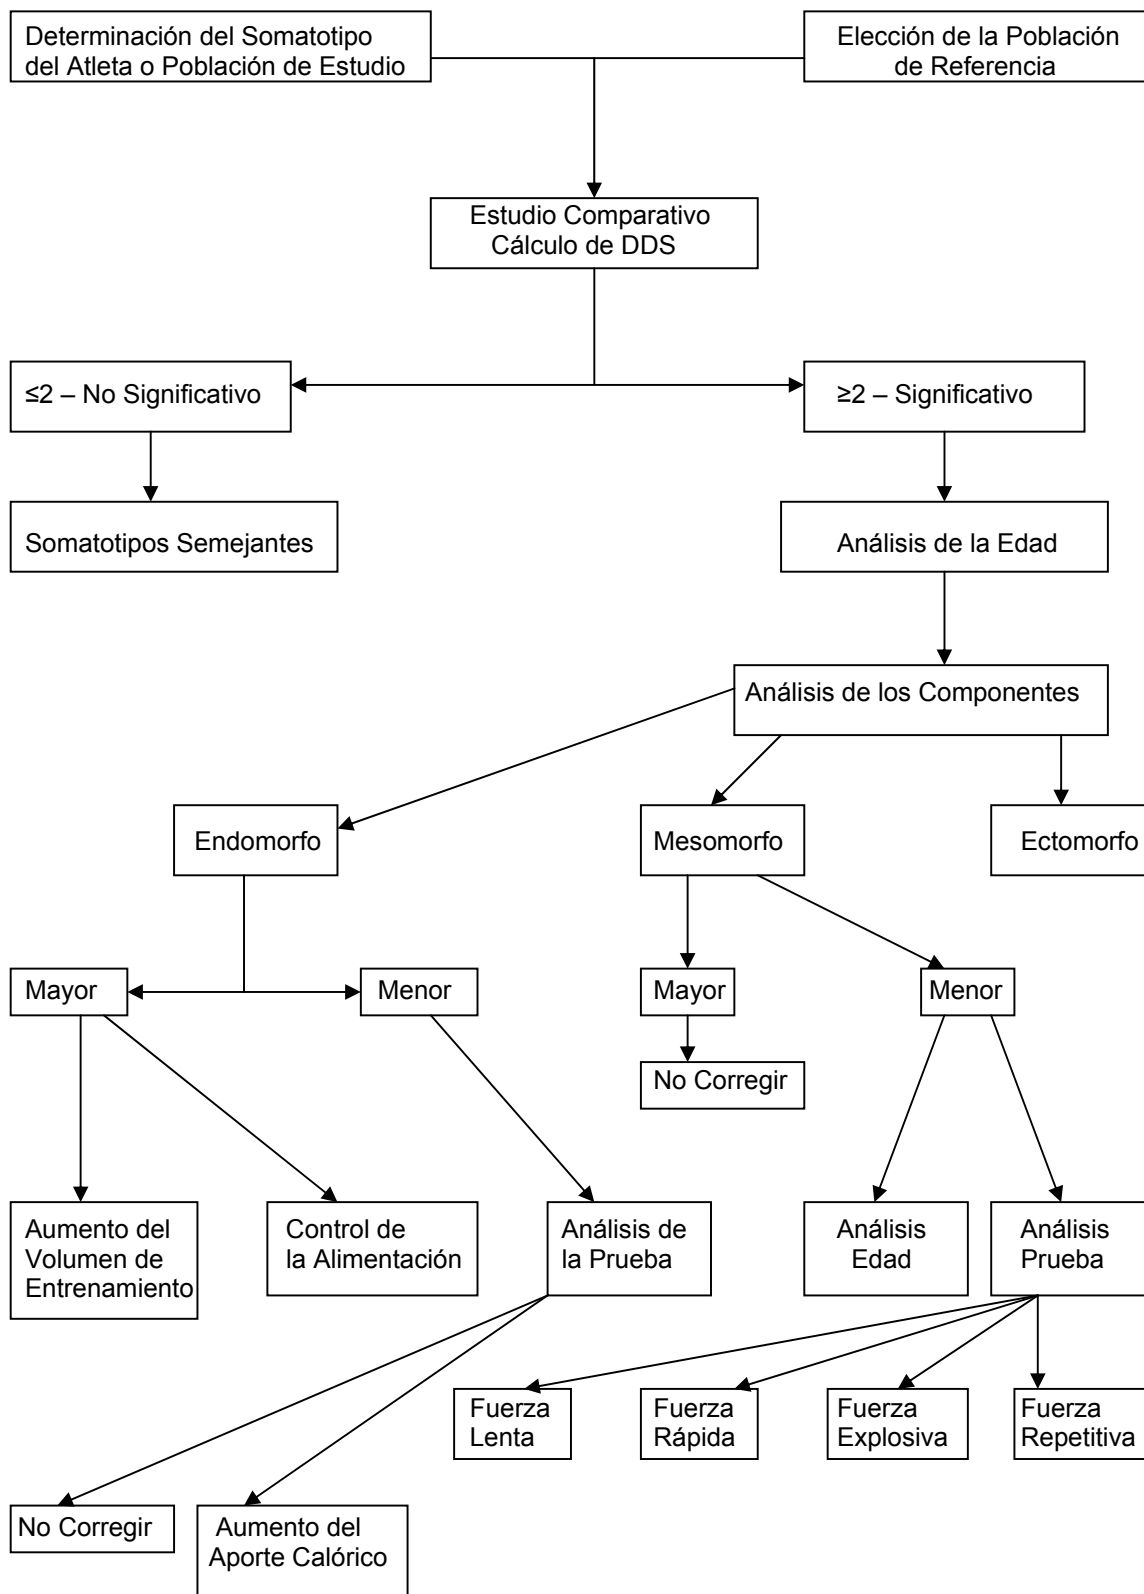 Determinación del Somatotipo
del Atleta o Población de Estudio
Elección de la Población
de Referencia
Estudio Comparativo
Cálculo de DDS
≤2 – No Significativo
≥2 – Significativo
Somatotipos Semejantes
Análisis de la Edad
Análisis de los Componentes
Endomorfo
Mesomorfo
Ectomorfo
Mayor
Menor
Mayor
Menor
No Corregir
Aumento del
Volumen de
Entrenamiento
Control de
la Alimentación
Análisis de
la Prueba
Análisis
Edad
Análisis
Prueba
Fuerza
Lenta
Fuerza
Rápida
Fuerza
Explosiva
Fuerza
Repetitiva
No Corregir
Aumento del
Aporte Calórico